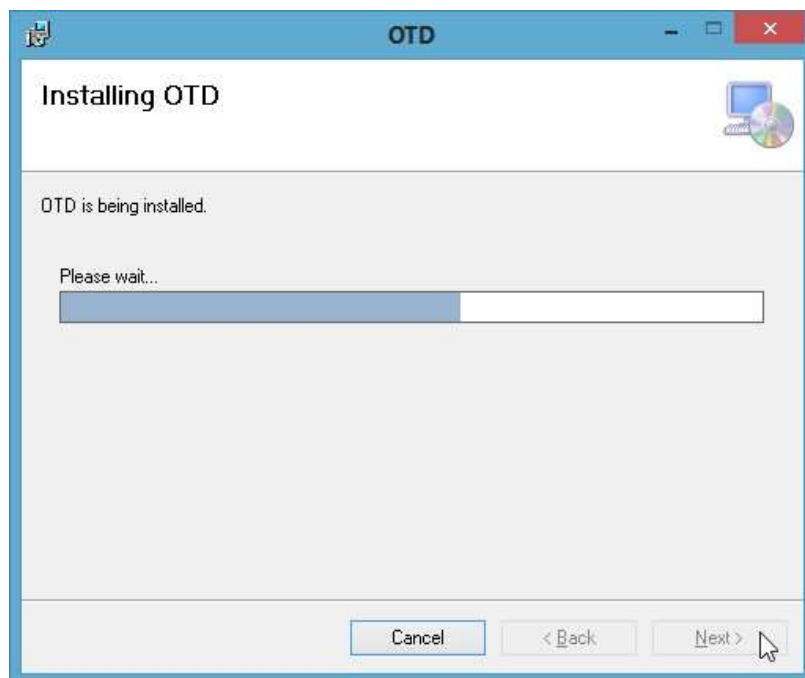 OTD
Installing OTD
OTD is being installed.
Please wait...
Cancel
< Back
Next >